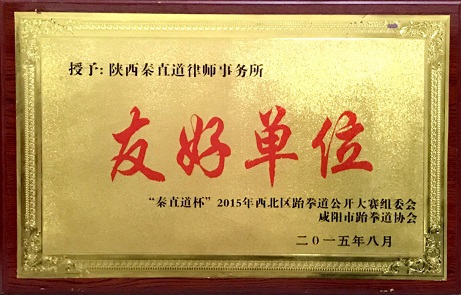 授予:陕西秦直道律师事务所
友好单位
“秦直道杯”2015年西北区跆拳道公开大赛组委会
咸阳市跆拳道协会
二〇一五年八月